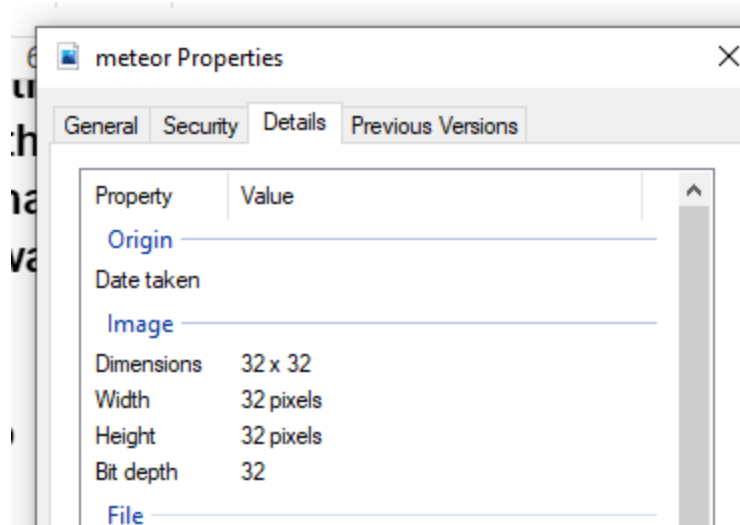 meteor Properties
General Security Details Previous Versions
Property Value
Origin
Date taken
Image
Dimensions 32 x 32
Width 32 pixels
Height 32 pixels
Bit depth 32
File